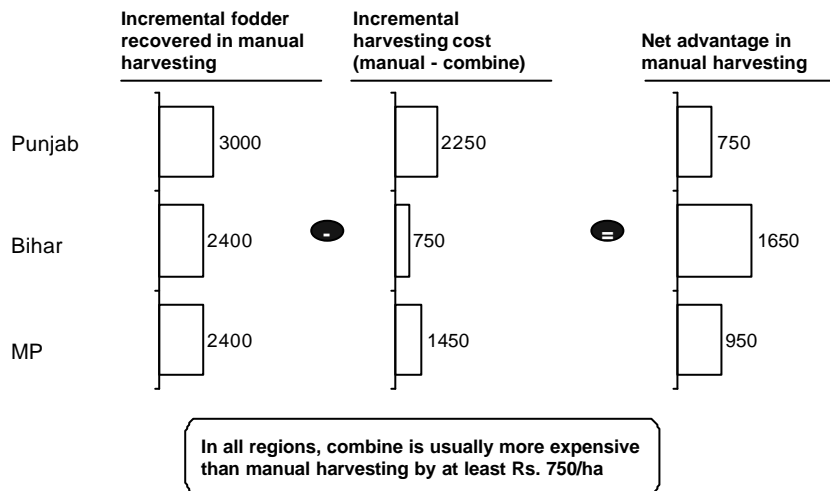 Incremental fodder
recovered in manual
harvesting
Incremental
harvesting cost
(manual - combine)
Net advantage in
manual harvesting
Punjab
3000
2250
750
Bihar
2400
-
750
=
1650
MP
2400
1450
950
In all regions, combine is usually more expensive
than manual harvesting by at least Rs. 750/ha